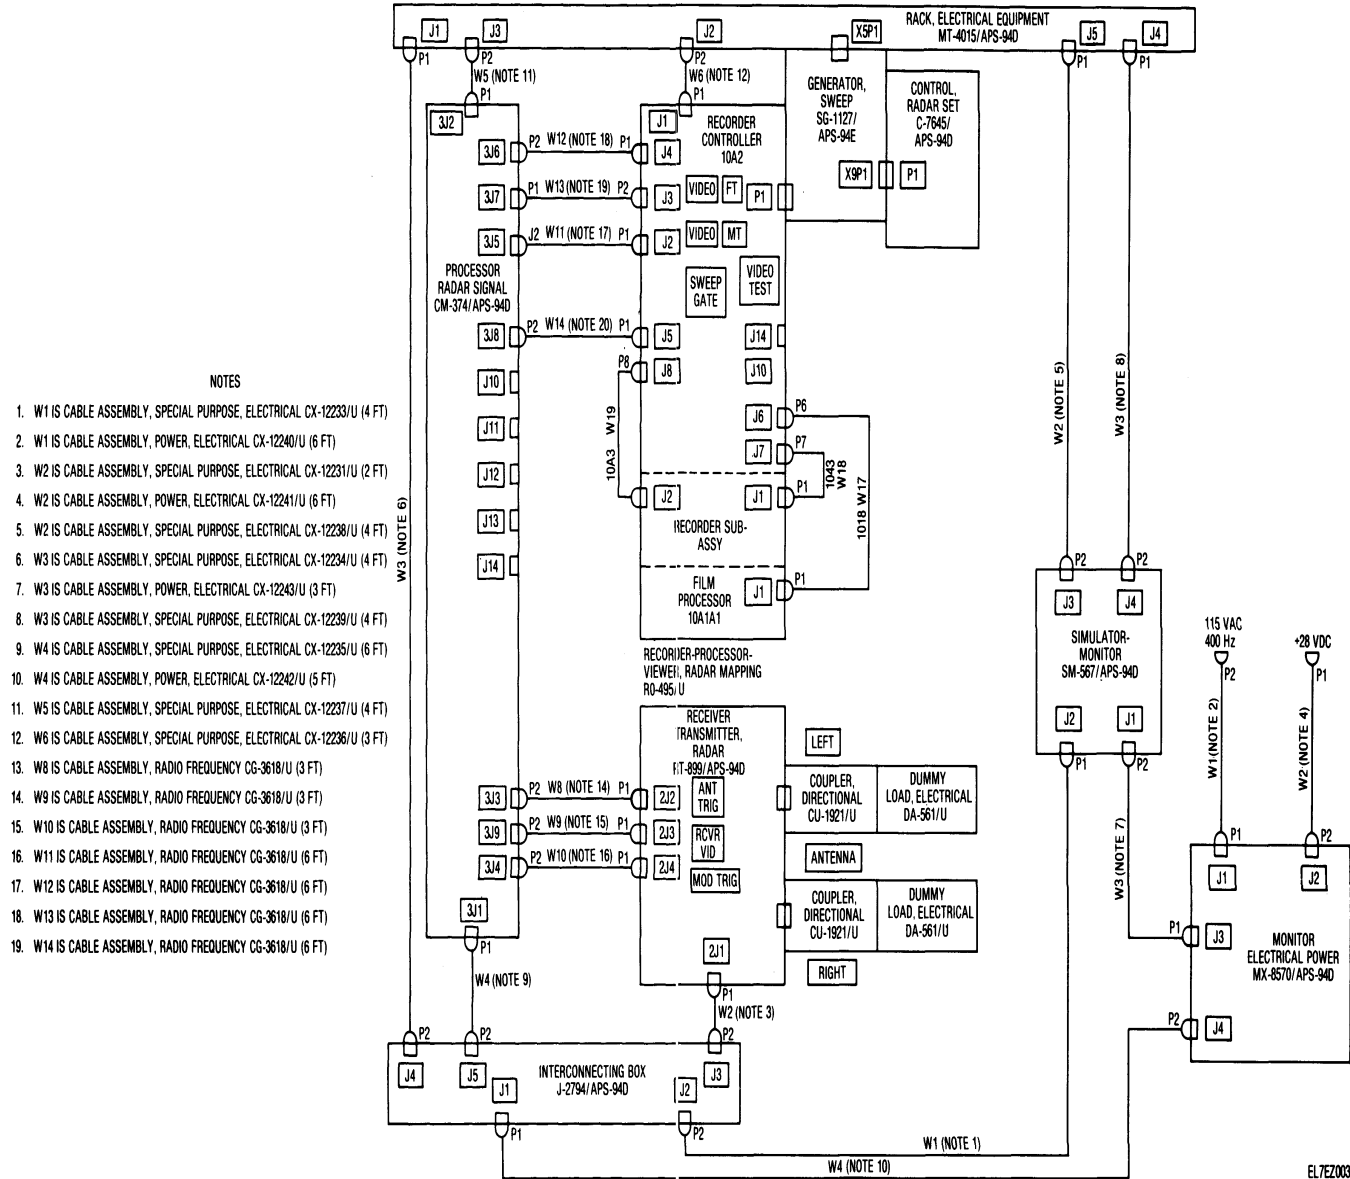 RACK, ELECTRICAL EQUIPMENT
MT-4015/APS-94D
J1
J3
J2
X5P1
J5
J4
P1
P2
P2
P1
P1
W5 (NOTE 11)
W6 (NOTE 12)
P1
P1
3J2
J1
RECORDER
CONTROLLER
10A2
GENERATOR,
SWEEP
SG-1127/
APS-94E
CONTROL,
RADAR SET
C-7645/
APS-94D
X9P1
P1
3J6
P2
W12 (NOTE 18)
P1
J4
3J7
P1
W13 (NOTE 19)
P2
J3
VIDEO
FT
P1
3J5
J2
W11 (NOTE 17)
P1
J2
VIDEO
MT
PROCESSOR
RADAR SIGNAL
CM-374/APS-94D
SWEEP
GATE
VIDEO
TEST
3J8
P2
W14 (NOTE 20)
P1
J5
J14
P8
J8
J10
J10
J11
J12
J13
J14
10A3 W19
J6
P6
J7
P7
1043
W18
1018 W17
J2
J1
P1
RECORDER SUB-
ASSY
FILM
PROCESSOR
10A1A1
J1
P1
RECORDER-PROCESSOR-
VIEWER, RADAR MAPPING
RO-495/U
NOTES
1. W1 IS CABLE ASSEMBLY, SPECIAL PURPOSE, ELECTRICAL CX-12233/U (4 FT)
2. W1 IS CABLE ASSEMBLY, POWER, ELECTRICAL CX-12240/U (6 FT)
3. W2 IS CABLE ASSEMBLY, SPECIAL PURPOSE, ELECTRICAL CX-12231/U (2 FT)
4. W2 IS CABLE ASSEMBLY, POWER, ELECTRICAL CX-12241/U (6 FT)
5. W2 IS CABLE ASSEMBLY, SPECIAL PURPOSE, ELECTRICAL CX-12238/U (4 FT)
6. W3 IS CABLE ASSEMBLY, SPECIAL PURPOSE, ELECTRICAL CX-12234/U (4 FT)
7. W3 IS CABLE ASSEMBLY, POWER, ELECTRICAL CX-12243/U (3 FT)
8. W3 IS CABLE ASSEMBLY, SPECIAL PURPOSE, ELECTRICAL CX-12239/U (4 FT)
9. W4 IS CABLE ASSEMBLY, SPECIAL PURPOSE, ELECTRICAL CX-12235/U (6 FT)
10. W4 IS CABLE ASSEMBLY, POWER, ELECTRICAL CX-12242/U (5 FT)
11. W5 IS CABLE ASSEMBLY, SPECIAL PURPOSE, ELECTRICAL CX-12237/U (4 FT)
12. W6 IS CABLE ASSEMBLY, SPECIAL PURPOSE, ELECTRICAL CX-12236/U (3 FT)
13. W8 IS CABLE ASSEMBLY, RADIO FREQUENCY CG-3618/U (3 FT)
14. W9 IS CABLE ASSEMBLY, RADIO FREQUENCY CG-3618/U (3 FT)
15. W10 IS CABLE ASSEMBLY, RADIO FREQUENCY CG-3618/U (3 FT)
16. W11 IS CABLE ASSEMBLY, RADIO FREQUENCY CG-3618/U (6 FT)
17. W12 IS CABLE ASSEMBLY, RADIO FREQUENCY CG-3618/U (6 FT)
18. W13 IS CABLE ASSEMBLY, RADIO FREQUENCY CG-3618/U (6 FT)
19. W14 IS CABLE ASSEMBLY, RADIO FREQUENCY CG-3618/U (6 FT)
W3 (NOTE 6)
W2 (NOTE 5)
W3 (NOTE 8)
P2
P2
J3
J4
SIMULATOR-
MONITOR
SM-567/APS-94D
J2
J1
P1
P2
115 VAC
400 Hz
P2
+28 VDC
P1
W1 (NOTE 2)
W2 (NOTE 4)
W3 (NOTE 7)
P1
P2
J1
J2
P1
J3
MONITOR
ELECTRICAL POWER
MX-8570/APS-94D
P2
J4
RECEIVER
TRANSMITTER,
RADAR
RT-899/APS-94D
LEFT
COUPLER,
DIRECTIONAL
CU-1921/U
DUMMY
LOAD, ELECTRICAL
DA-561/U
3J3
P2
W8 (NOTE 14)
P1
2J2
ANT
TRIG
3J9
P2
W9 (NOTE 15)
P1
2J3
RCVR
VID
3J4
P2
W10 (NOTE 16)
P1
2J4
MOD TRIG
ANTENNA
COUPLER,
DIRECTIONAL
CU-1921/U
DUMMY
LOAD, ELECTRICAL
DA-561/U
RIGHT
3J1
P1
2J1
P1
W4 (NOTE 9)
W2 (NOTE 3)
P2
P2
P2
J4
J5
J1
INTERCONNECTING BOX
J-2794/APS-94D
J2
J3
P1
P2
W1 (NOTE 1)
W4 (NOTE 10)
EL7EZ003